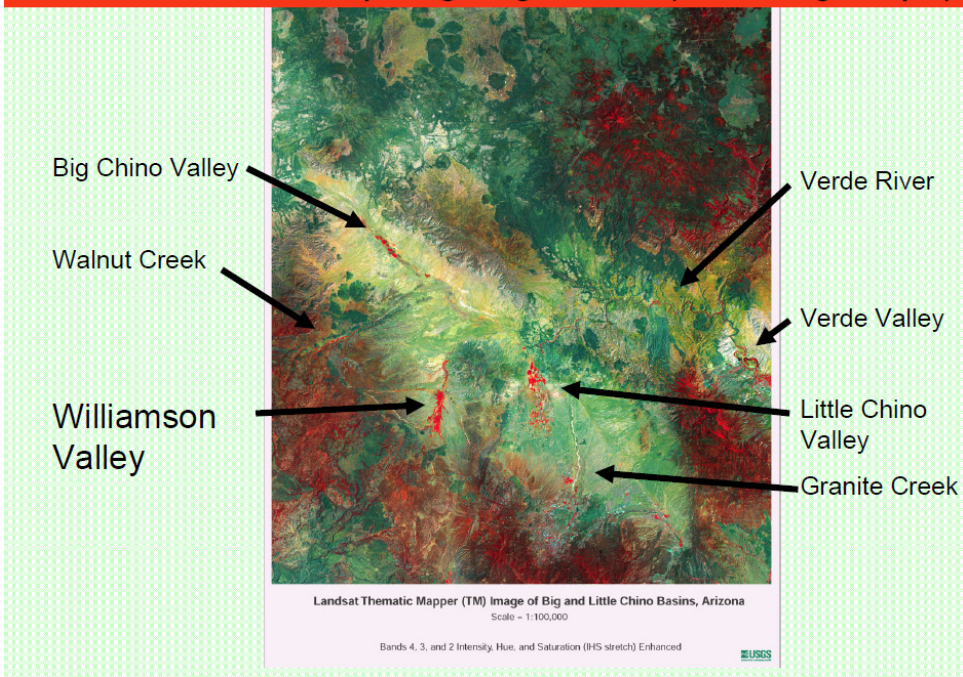 Big Chino Valley
Verde River
Walnut Creek
Verde Valley
Williamson
Valley
Little Chino
Valley
Granite Creek
Landsat Thematic Mapper (TM) Image of Big and Little Chino Basins, Arizona
Scale = 1:100,000
Bands 4, 3, and 2 Intensity, Hue, and Saturation (IHS stretch) Enhanced
USGS